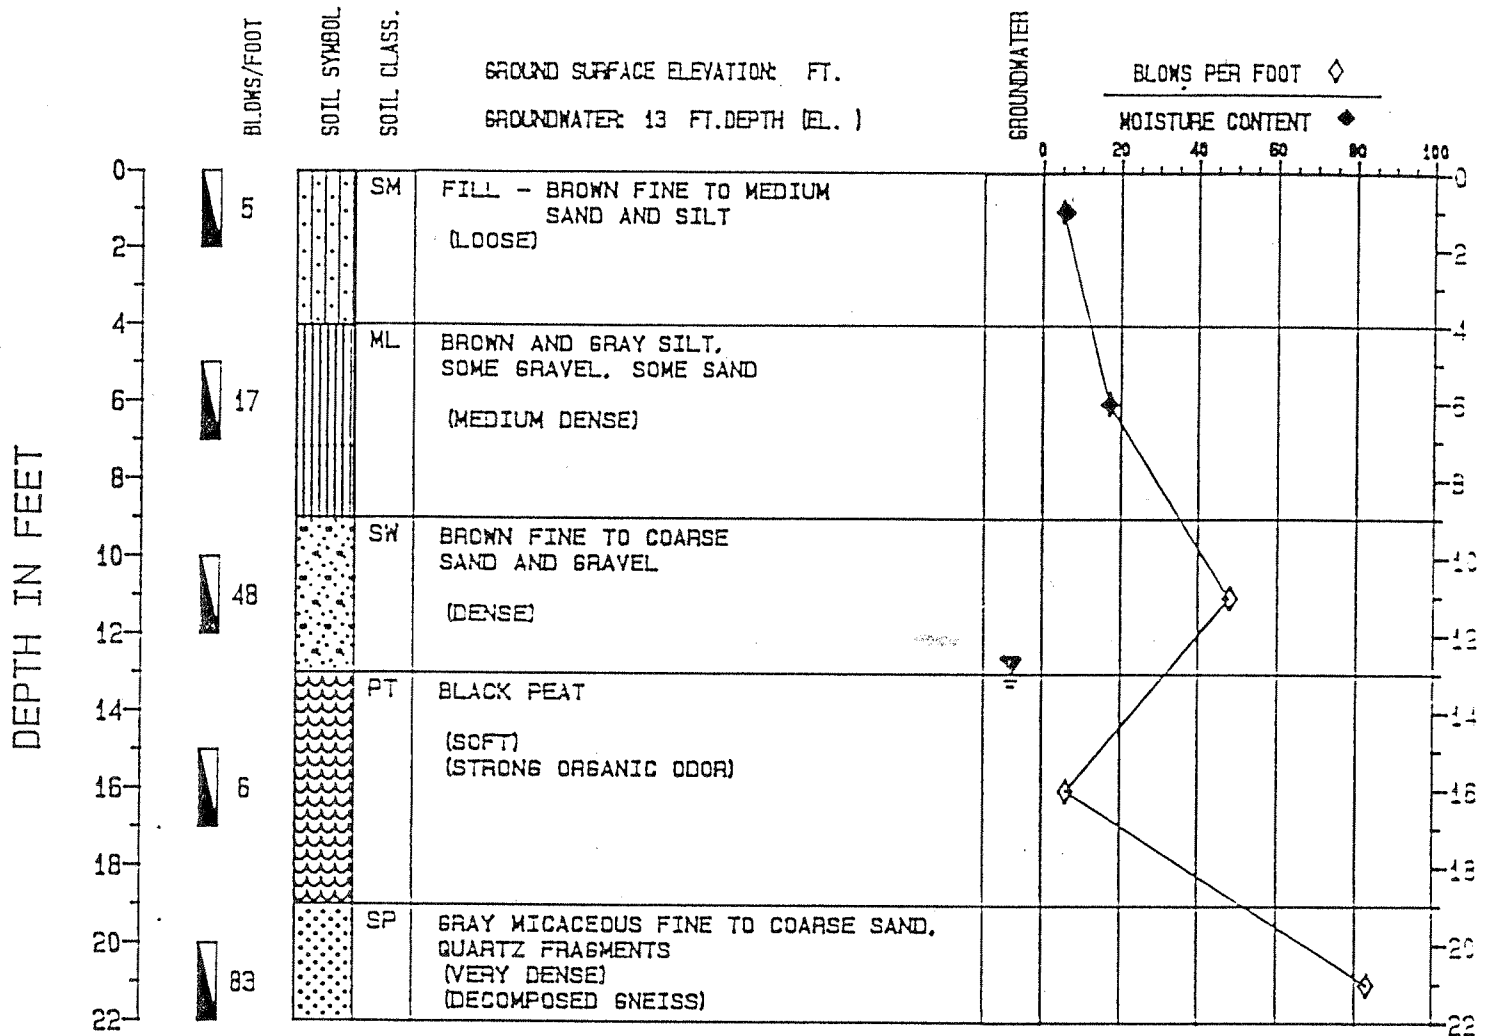 BLOWS/FOOT
SOIL SYMBOL
SOIL CLASS.
GROUND SURFACE ELEVATION: FT.
GROUNDWATER: 13 FT.DEPTH (EL. )
GROUNDWATER
BLOWS PER FOOT
MOISTURE CONTENT
0 20 40 60 80 100
DEPTH IN FEET
0 5 SM FILL - BROWN FINE TO MEDIUM 0
SAND AND SILT
2 (LOOSE) 2
4 ML BROWN AND GRAY SILT, 4
SOME GRAVEL, SOME SAND
6 17 (MEDIUM DENSE) 6
8 8
SW BROWN FINE TO COARSE
10 SAND AND GRAVEL 10
48 (DENSE)
12 12
PT BLACK PEAT
14 14
(SOFT)
(STRONG ORGANIC ODOR)
16 6 16
18 18
SP GRAY MICACEOUS FINE TO COARSE SAND,
20 QUARTZ FRAGMENTS 20
83 (VERY DENSE)
(DECOMPOSED GNEISS)
22 22